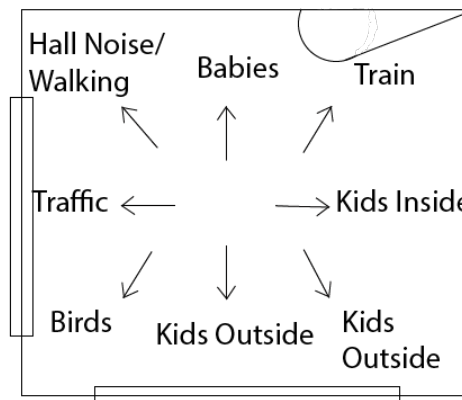 Hall Noise/
Walking
Babies
Train
Traffic
Kids Inside
Birds
Kids Outside
Kids
Outside